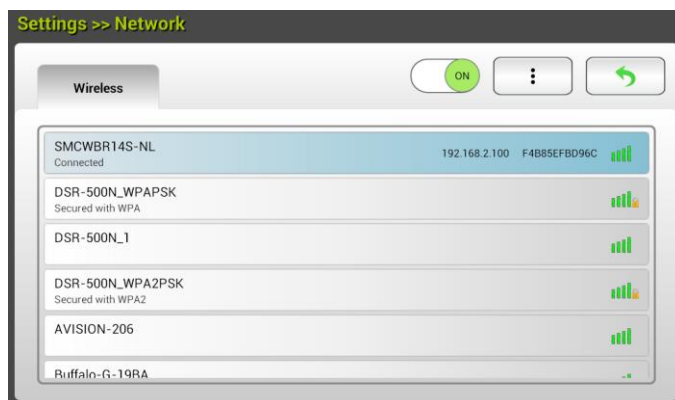 Settings >> Network
Wireless
ON
SMCWBR14S-NL
Connected
192.168.2.100 F4B85EFBD96C
DSR-500N_WPAPSK
Secured with WPA
DSR-500N_1
DSR-500N_WPA2PSK
Secured with WPA2
AVISION-206
Buffalo-G-19BA